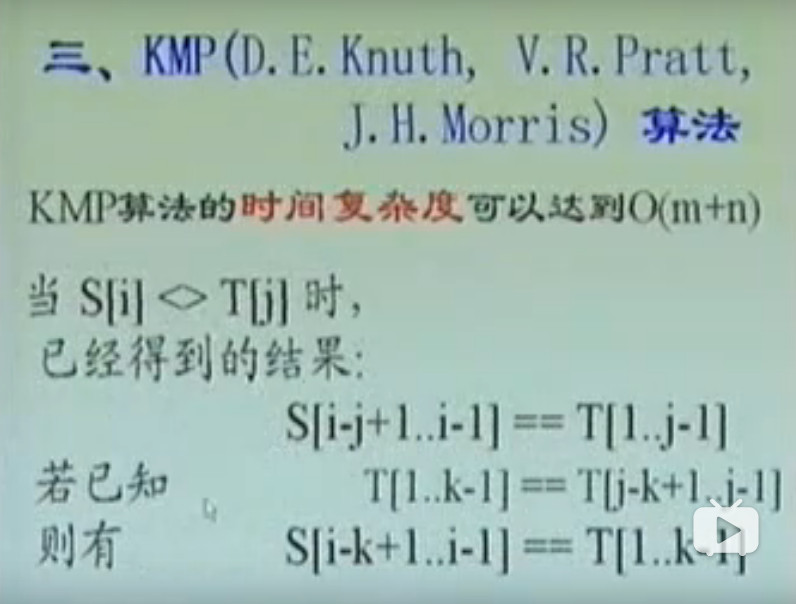 三、KMP(D.E.Knuth, V.R.Pratt,
J.H.Morris) 算法
KMP算法的时间复杂度可以达到O(m+n)
当 S[i] <> T[j] 时,
已经得到的结果:
S[i-j+1..i-1] == T[1..j-1]
若已知 T[1..k-1] == T[j-k+1..j-1]
则有 S[i-k+1..i-1] == T[1..k-1]